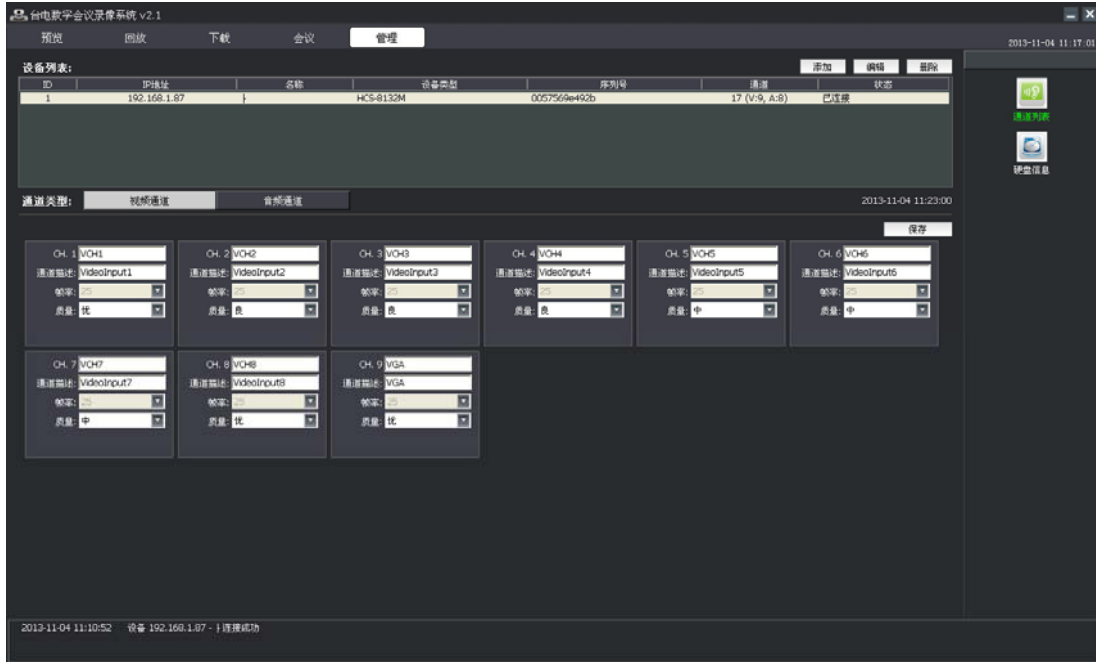 台电数字会议录像系统 v2.1
预览 回放 下载 会议 管理
2013-11-04 11:17:01
设备列表: 添加 编辑 删除
ID IP地址 名称 设备类型 序列号 通道 状态
1 192.168.1.87 HCS-8132M 0057569e492b 17 (V:9, A:8) 已连接
通道列表
硬盘信息
通道类型: 视频通道 音频通道 2013-11-04 11:23:00
保存
CH. 1 VCH1 CH. 2 VCH2 CH. 3 VCH3 CH. 4 VCH4 CH. 5 VCH5 CH. 6 VCH6
通道描述: VideoInput1 通道描述: VideoInput2 通道描述: VideoInput3 通道描述: VideoInput4 通道描述: VideoInput5 通道描述: VideoInput6
帧率: 25 帧率: 25 帧率: 25 帧率: 25 帧率: 25 帧率: 25
质量: 优 质量: 良 质量: 良 质量: 良 质量: 中 质量: 中
CH. 7 VCH7 CH. 8 VCH8 CH. 9 VGA
通道描述: VideoInput7 通道描述: VideoInput8 通道描述: VGA
帧率: 25 帧率: 25 帧率: 25
质量: 中 质量: 优 质量: 优
2013-11-04 11:10:52 设备 192.168.1.87 - 连接成功